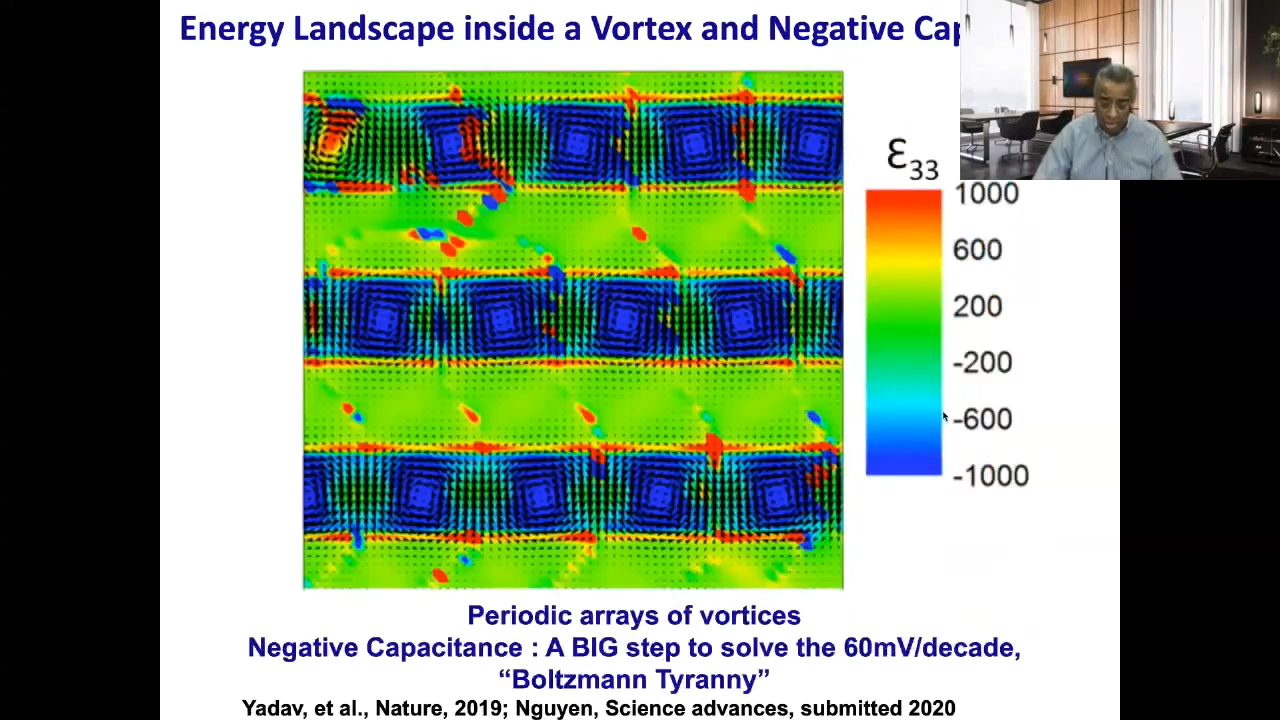 Energy Landscape inside a Vortex and Negative
ε33
1000
600
200
-200
-600
-1000
Periodic arrays of vortices
Negative Capacitance : A BIG step to solve the 60mV/decade,
“Boltzmann Tyranny”
Yadav, et al., Nature, 2019; Nguyen, Science advances, submitted 2020